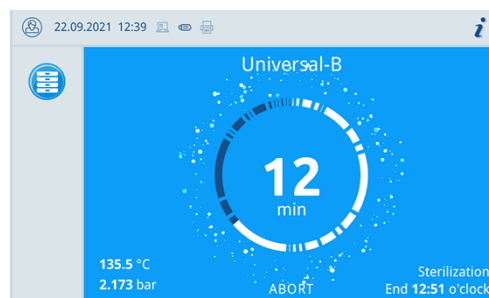 22.09.2021 12:39
i
Universal-B
12
min
135.5 °C
2.173 bar
ABORT
Sterilization
End 12:51 o'clock